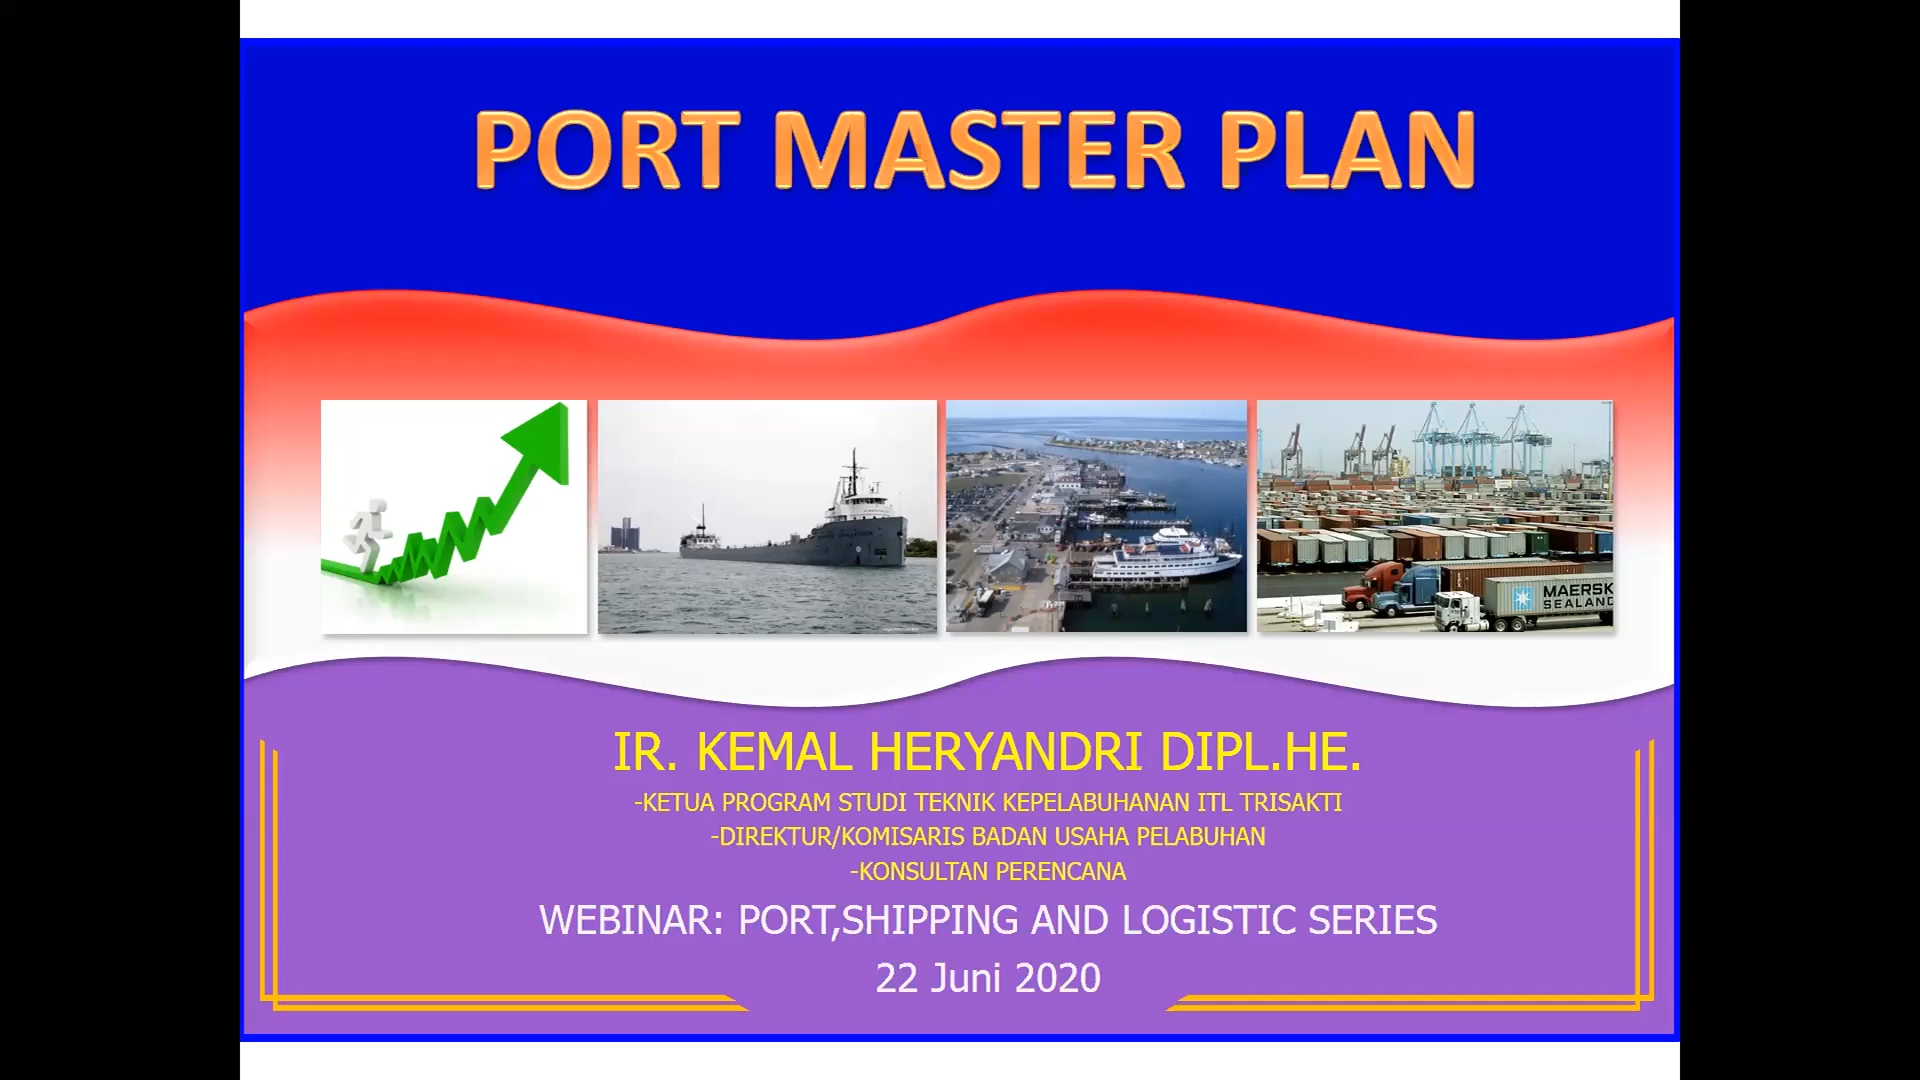 PORT MASTER PLAN
MAERSK
SEALAND
IR. KEMAL HERYANDRI DIPL.HE.
-KETUA PROGRAM STUDI TEKNIK KEPELABUHANAN ITL TRISAKTI
-DIREKTUR/KOMISARIS BADAN USAHA PELABUHAN
-KONSULTAN PERENCANA
WEBINAR: PORT,SHIPPING AND LOGISTIC SERIES
22 Juni 2020